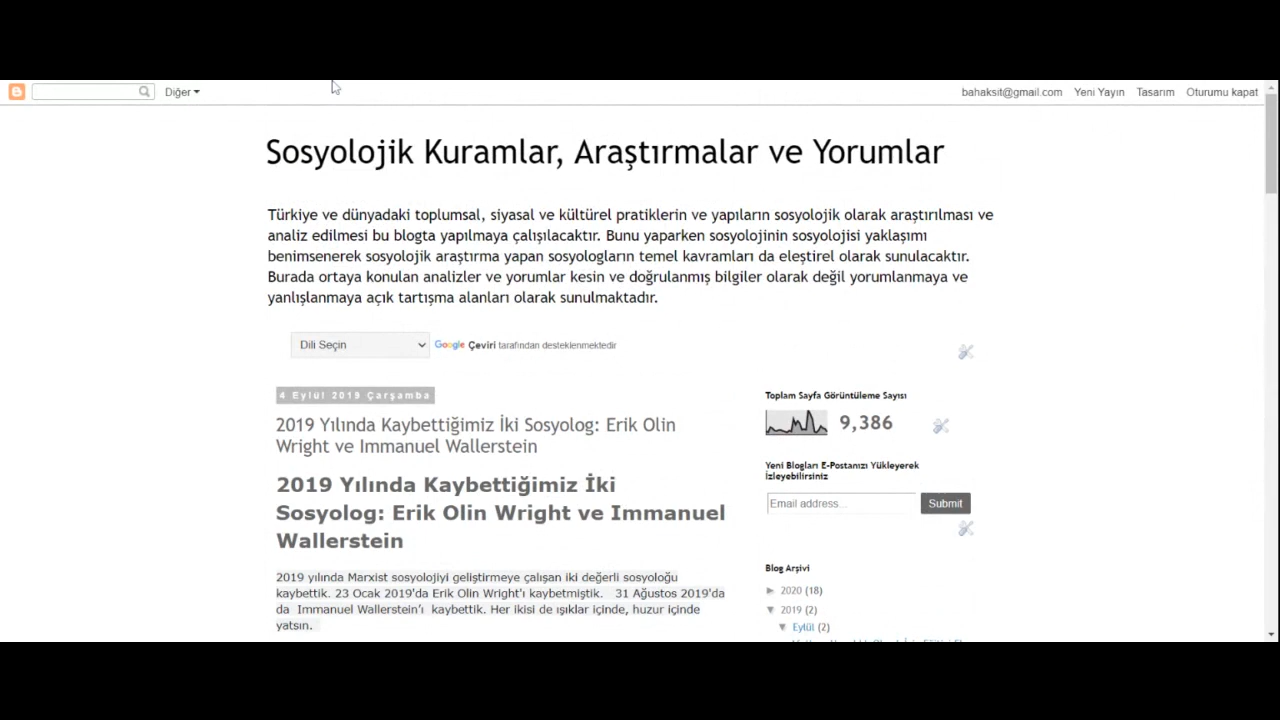 Diğer
bahaksit@gmail.com Yeni Yayın Tasarım Oturumu kapat
Sosyolojik Kuramlar, Araştırmalar ve Yorumlar
Türkiye ve dünyadaki toplumsal, siyasal ve kültürel pratiklerin ve yapıların sosyolojik olarak araştırılması ve
analiz edilmesi bu blogta yapılmaya çalışılacaktır. Bunu yaparken sosyolojinin sosyolojisi yaklaşımı
benimsenerek sosyolojik araştırma yapan sosyologların temel kavramları da eleştirel olarak sunulacaktır.
Burada ortaya konulan analizler ve yorumlar kesin ve doğrulanmış bilgiler olarak değil yorumlanmaya ve
yanlışlanmaya açık tartışma alanları olarak sunulmaktadır.
Dili Seçin
Google Çeviri tarafından desteklenmektedir
4 Eylül 2019 Çarşamba
2019 Yılında Kaybettiğimiz İki Sosyolog: Erik Olin
Wright ve Immanuel Wallerstein
2019 Yılında Kaybettiğimiz İki
Sosyolog: Erik Olin Wright ve Immanuel
Wallerstein
2019 yılında Marxist sosyolojiyi geliştirmeye çalışan iki değerli sosyoloğu
kaybettik. 23 Ocak 2019'da Erik Olin Wright'ı kaybetmiştik. 31 Ağustos 2019'da
da Immanuel Wallerstein’ı kaybettik. Her ikisi de ışıklar içinde, huzur içinde
yatsın.
Toplam Sayfa Görüntüleme Sayısı
9,386
Yeni Blogları E-Postanızı Yükleyerek
İzleyebilirsiniz
Email address...
Submit
Blog Arşivi
► 2020 (18)
▼ 2019 (2)
▼ Eylül (2)